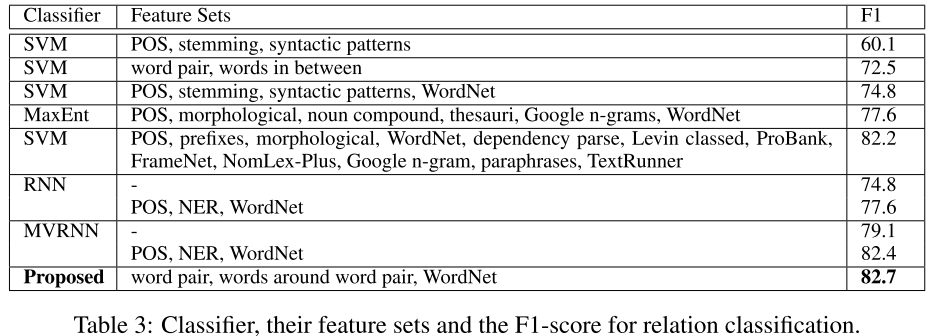 Classifier Feature Sets F1
SVM POS, stemming, syntactic patterns 60.1
SVM word pair, words in between 72.5
SVM POS, stemming, syntactic patterns, WordNet 74.8
MaxEnt POS, morphological, noun compound, thesauri, Google n-grams, WordNet 77.6
SVM POS, prefixes, morphological, WordNet, dependency parse, Levin classed, ProBank, 82.2
FrameNet, NomLex-Plus, Google n-gram, paraphrases, TextRunner
RNN - 74.8
POS, NER, WordNet 77.6
MVRNN - 79.1
POS, NER, WordNet 82.4
Proposed word pair, words around word pair, WordNet 82.7
Table 3: Classifier, their feature sets and the F1-score for relation classification.